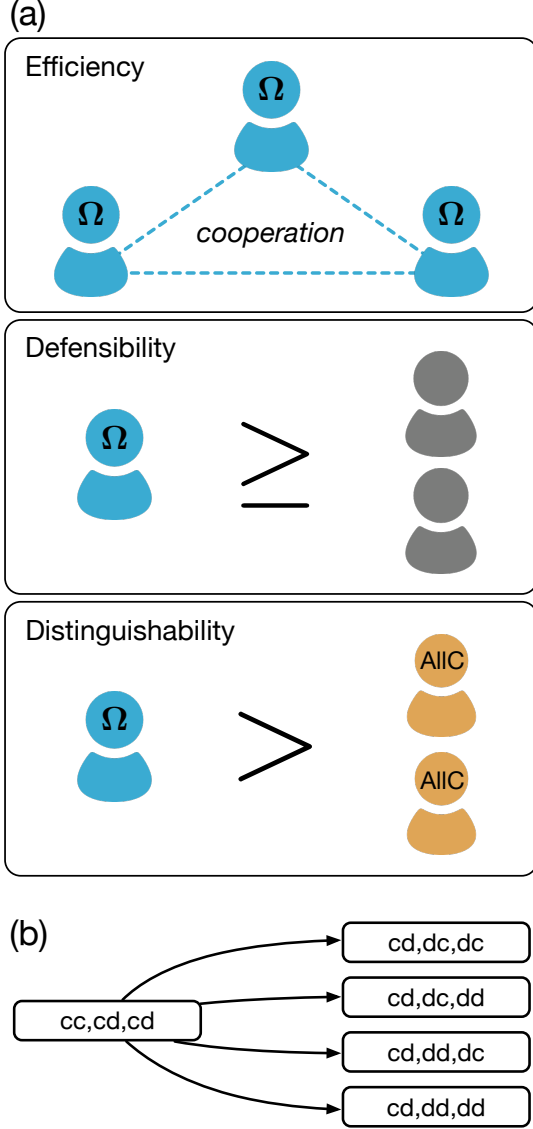 (a)
Efficiency
Ω
Ω
Ω
cooperation
Defensibility
Ω
≥
Distinguishability
AllC
Ω
>
AllC
(b)
cd,dc,dc
cd,dc,dd
cc,cd,cd
cd,dd,dc
cd,dd,dd